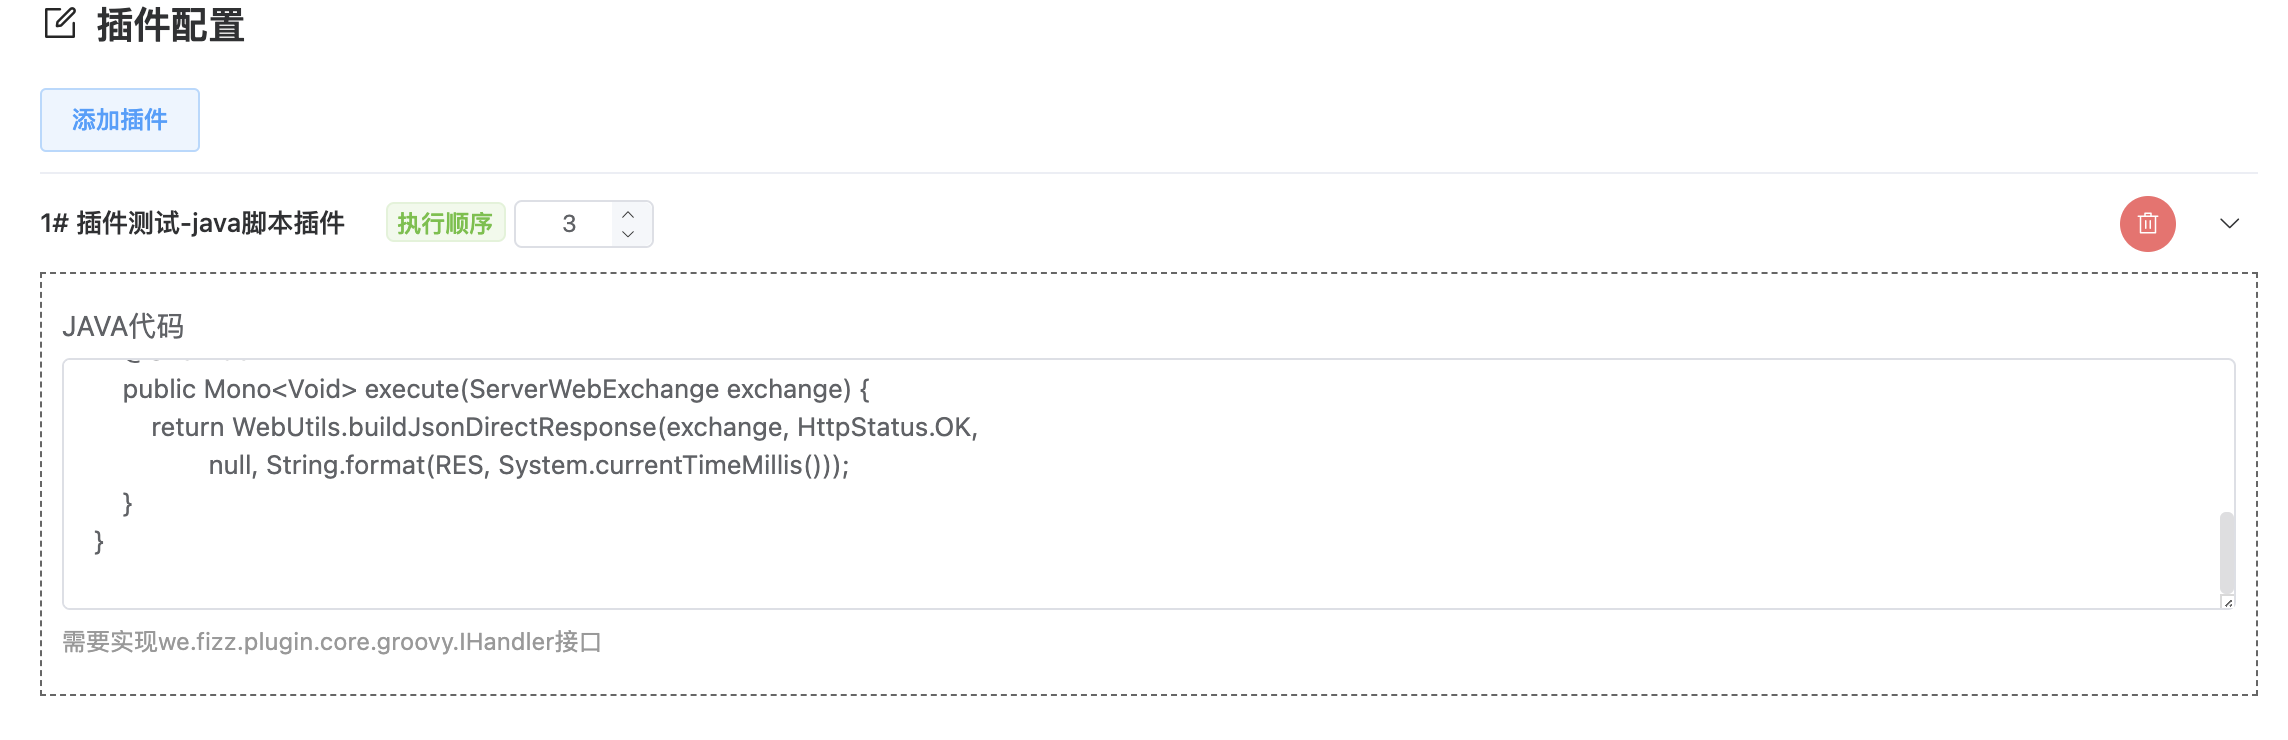 插件配置
添加插件
1# 插件测试-java脚本插件 执行顺序 3
JAVA代码
public Mono<Void> execute(ServerWebExchange exchange) {
return WebUtils.buildJsonDirectResponse(exchange, HttpStatus.OK,
null, String.format(RES, System.currentTimeMillis()));
}
}
需要实现we.fizz.plugin.core.groovy.IHandler接口